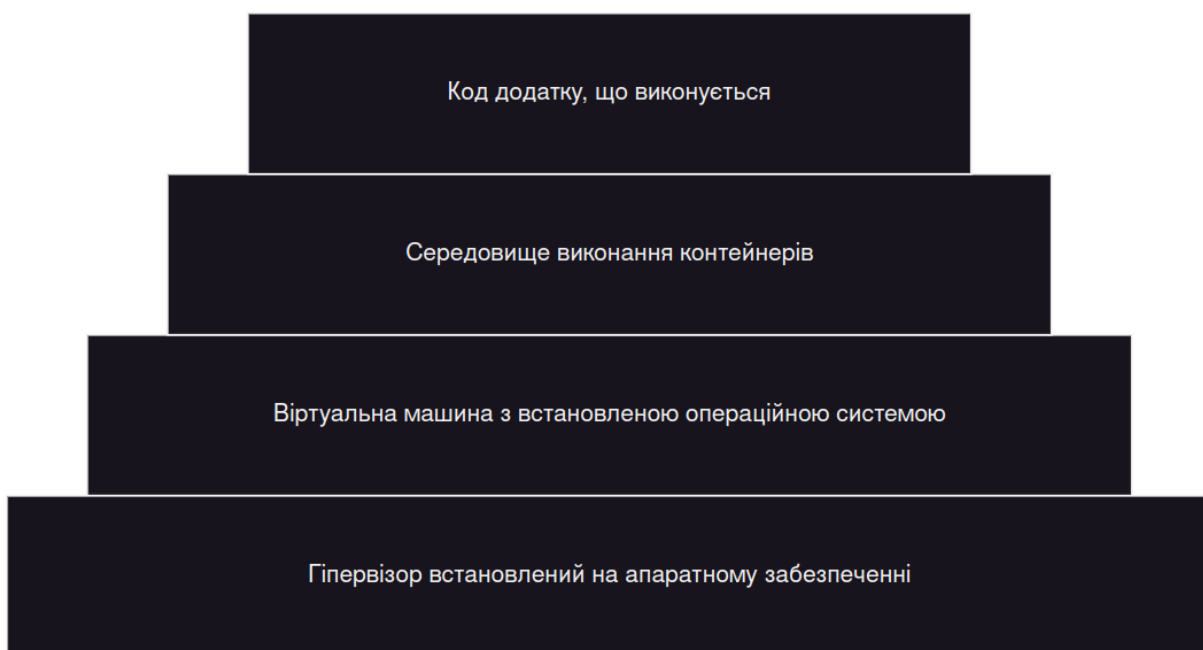 Код додатку, що виконується
Середовище виконання контейнерів
Віртуальна машина з встановленою операційною системою
Гіпервізор встановлений на апаратному забезпеченні